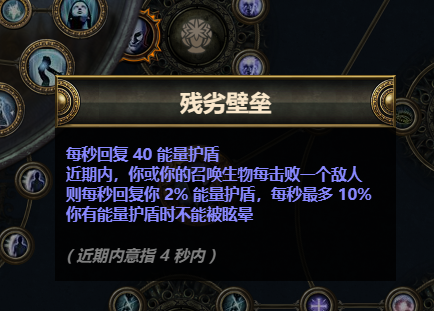 残劣壁垒
每秒回复 40 能量护盾
近期内，你或你的召唤生物每击败一个敌人
则每秒回复你 2% 能量护盾，每秒最多 10%
你有能量护盾时不能被眩晕
( 近期内意指 4 秒内 )